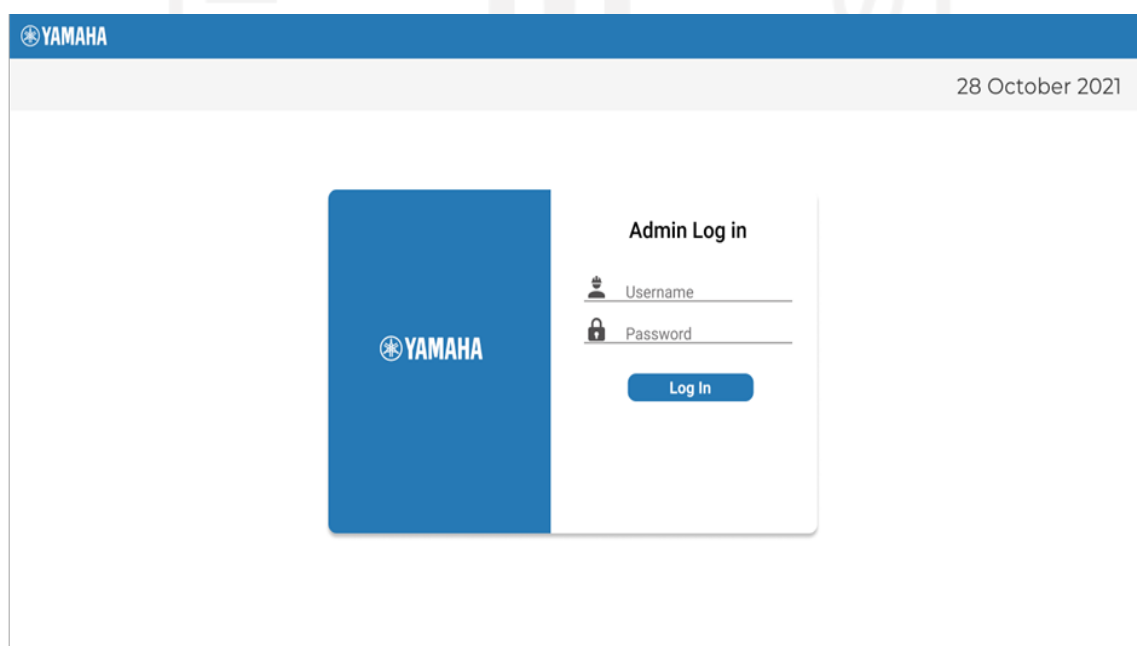 YAMAHA
28 October 2021
Admin Log in
Username
Password
YAMAHA
Log In